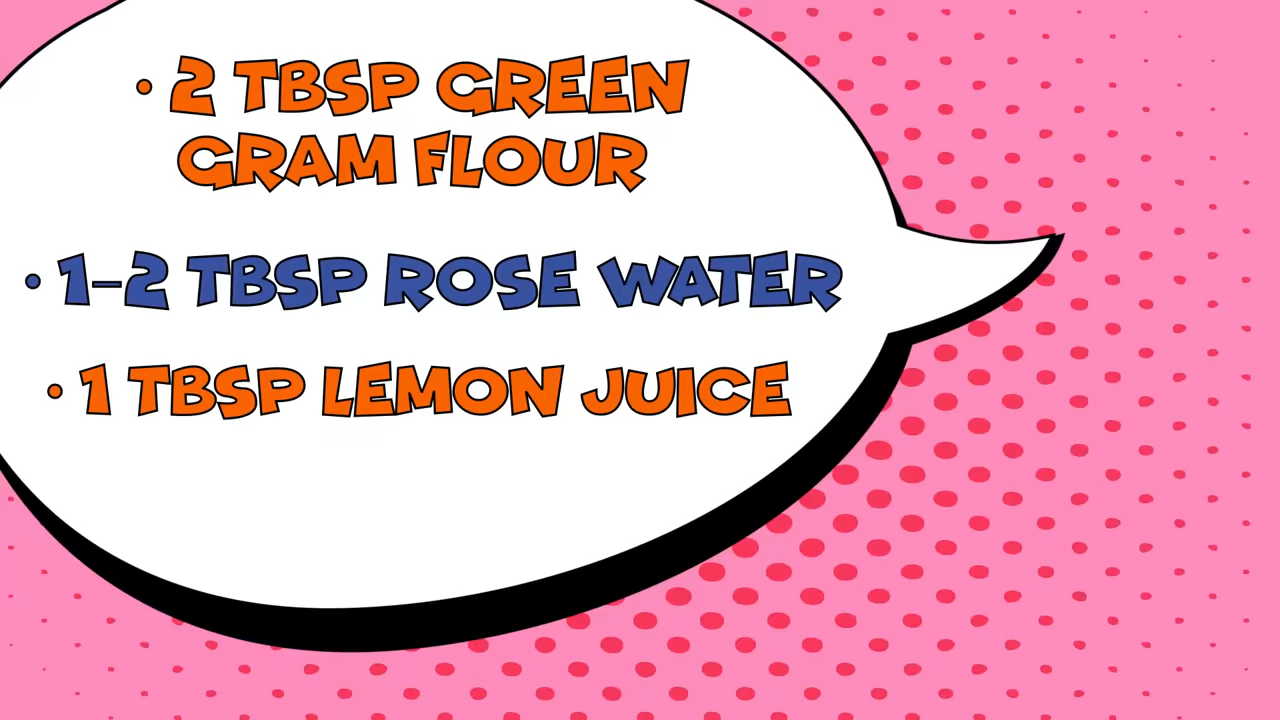 • 2 TBSP GREEN
GRAM FLOUR
• 1-2 TBSP ROSE WATER
• 1 TBSP LEMON JUICE